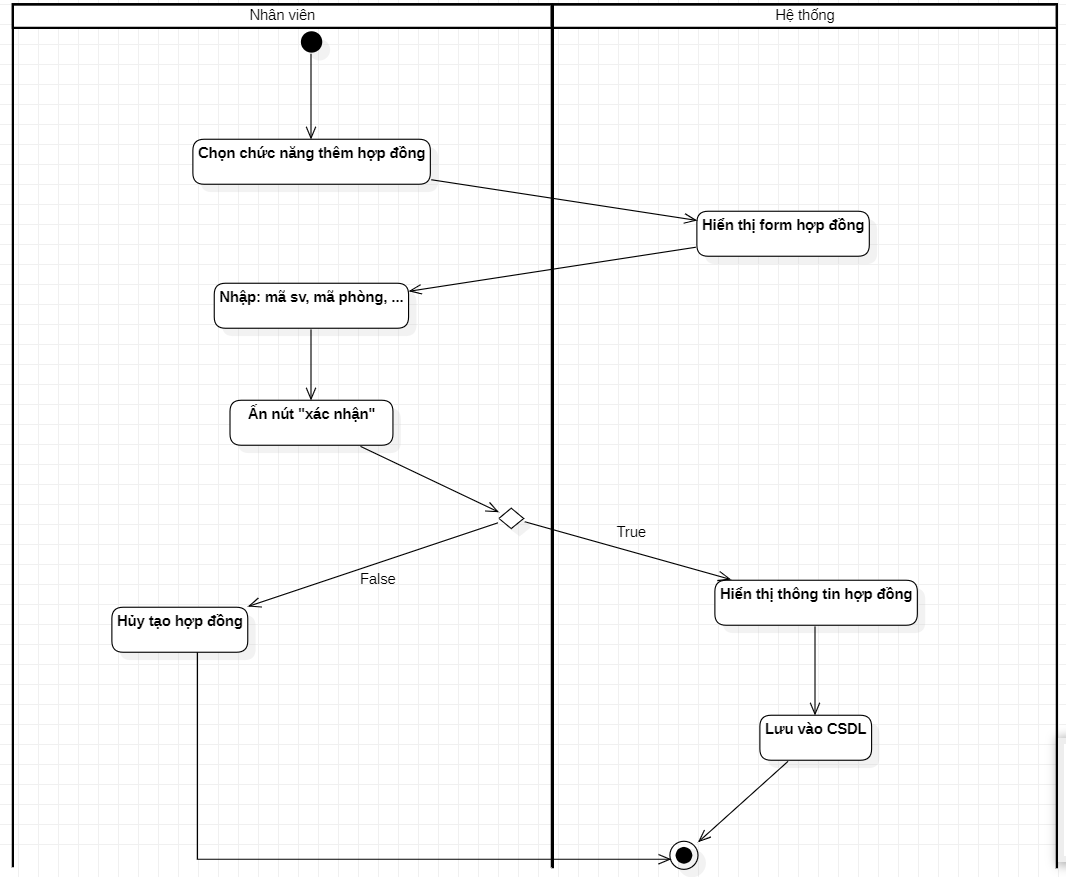 Nhân viên
Hệ thống
Chọn chức năng thêm hợp đồng
Hiển thị form hợp đồng
Nhập: mã sv, mã phòng, ...
Ấn nút "xác nhận"
True
False
Hiển thị thông tin hợp đồng
Hủy tạo hợp đồng
Lưu vào CSDL